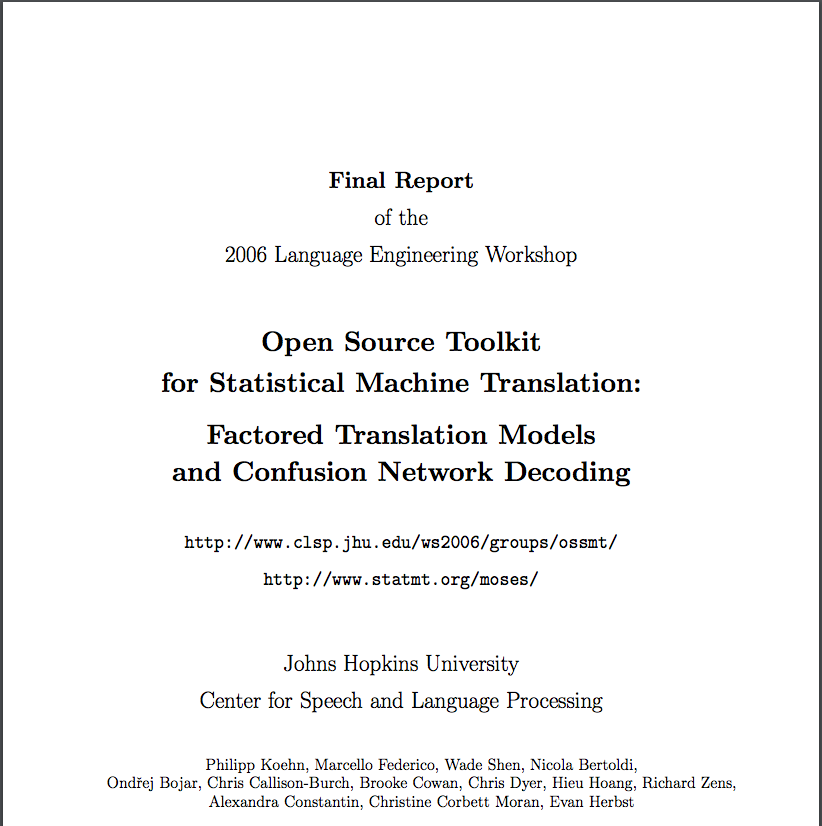 Final Report
of the
2006 Language Engineering Workshop
Open Source Toolkit
for Statistical Machine Translation:
Factored Translation Models
and Confusion Network Decoding
http://www.clsp.jhu.edu/ws2006/groups/ossmt/
http://www.statmt.org/moses/
Johns Hopkins University
Center for Speech and Language Processing
Philipp Koehn, Marcello Federico, Wade Shen, Nicola Bertoldi,
Ondřej Bojar, Chris Callison-Burch, Brooke Cowan, Chris Dyer, Hieu Hoang, Richard Zens,
Alexandra Constantin, Christine Corbett Moran, Evan Herbst